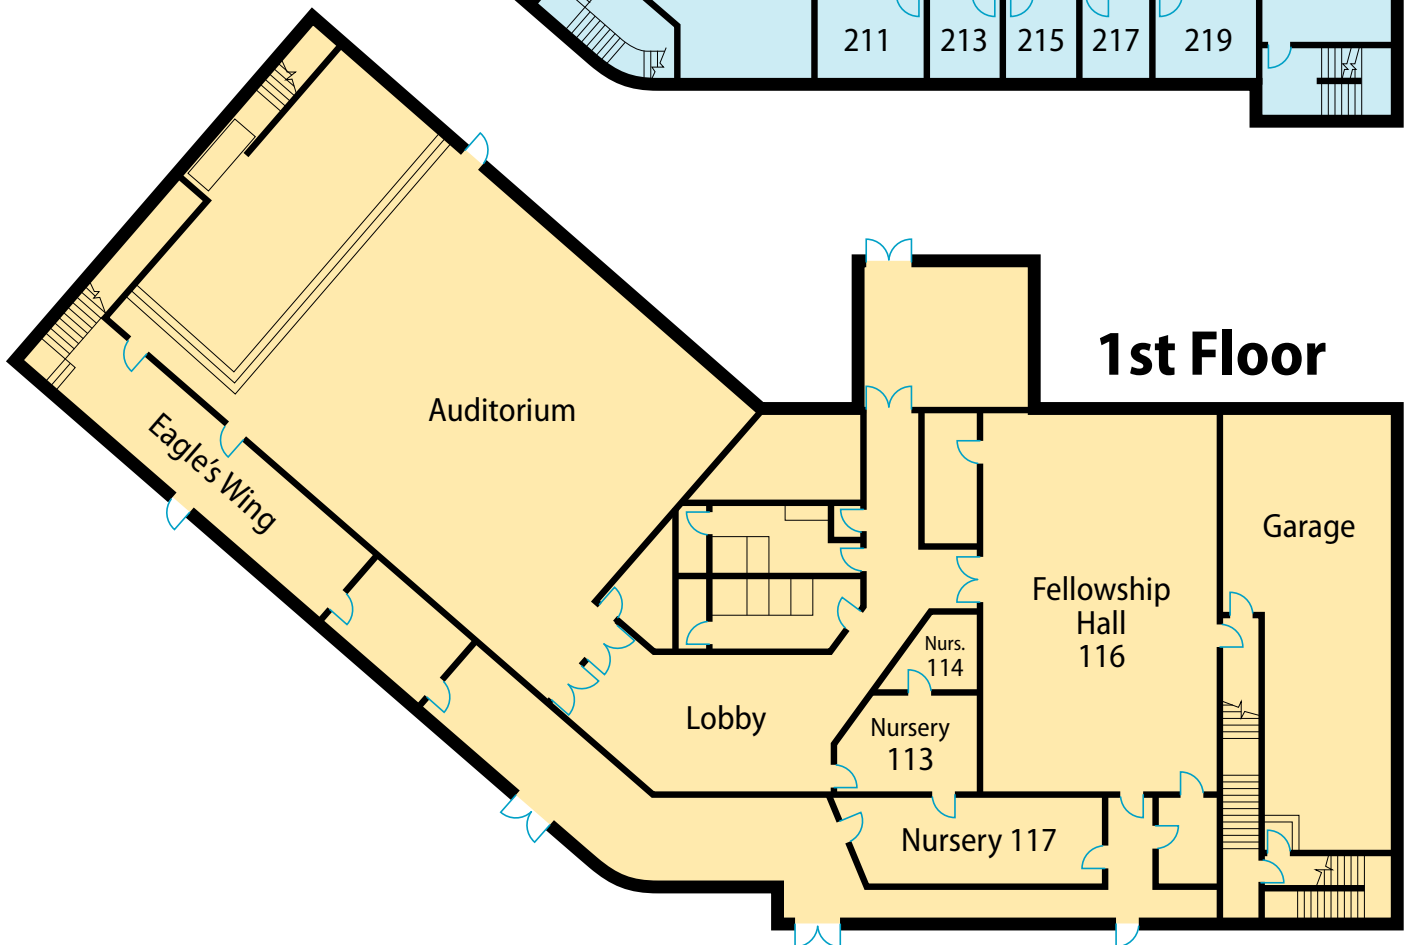 211
213
215
217
219
1st Floor
Auditorium
Eagle's Wing
Garage
Fellowship
Hall
116
Nurs.
114
Lobby
Nursery
113
Nursery 117